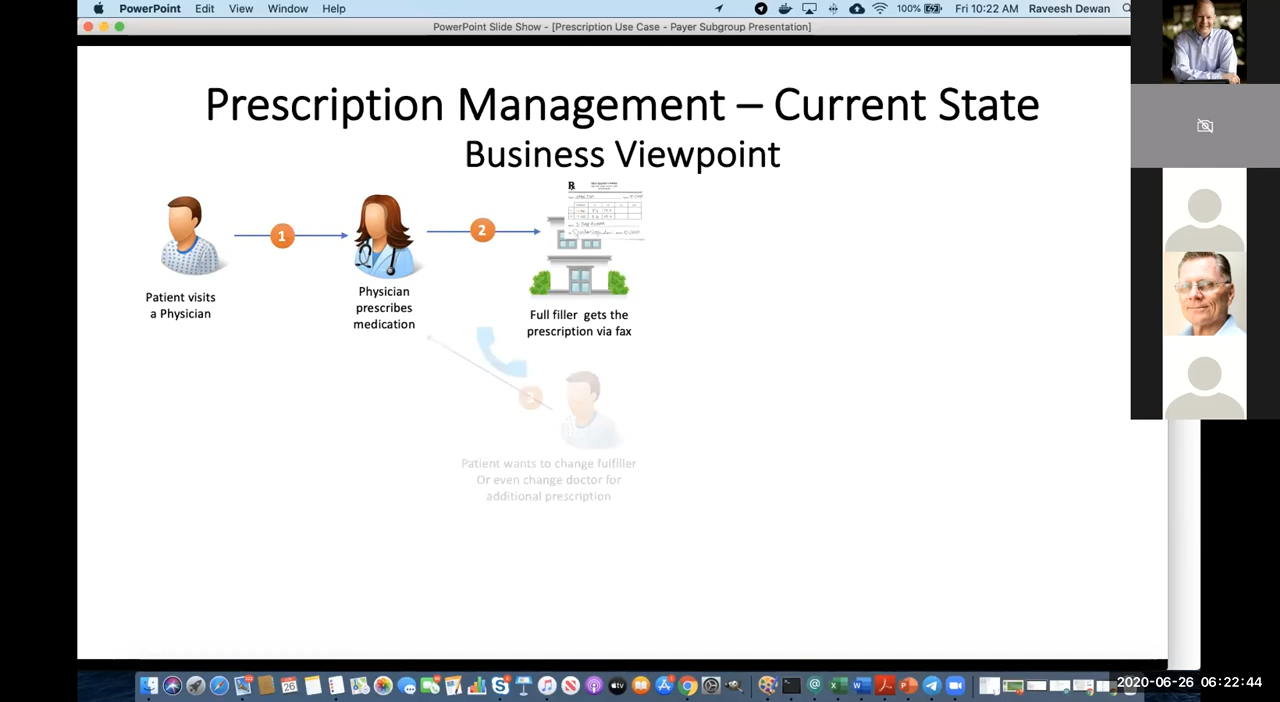 PowerPoint Edit View Window Help 100% Fri 10:22 AM Raveesh Dewan
PowerPoint Slide Show - [Prescription Use Case - Payer Subgroup Presentation]
Prescription Management – Current State
Business Viewpoint
1
2
Patient visits
a Physician
Physician
prescribes
medication
Full filler gets the
prescription via fax
3
Patient wants to change fulfiller
Or even change doctor for
additional prescription
26
tv
2020-06-26 06:22:44